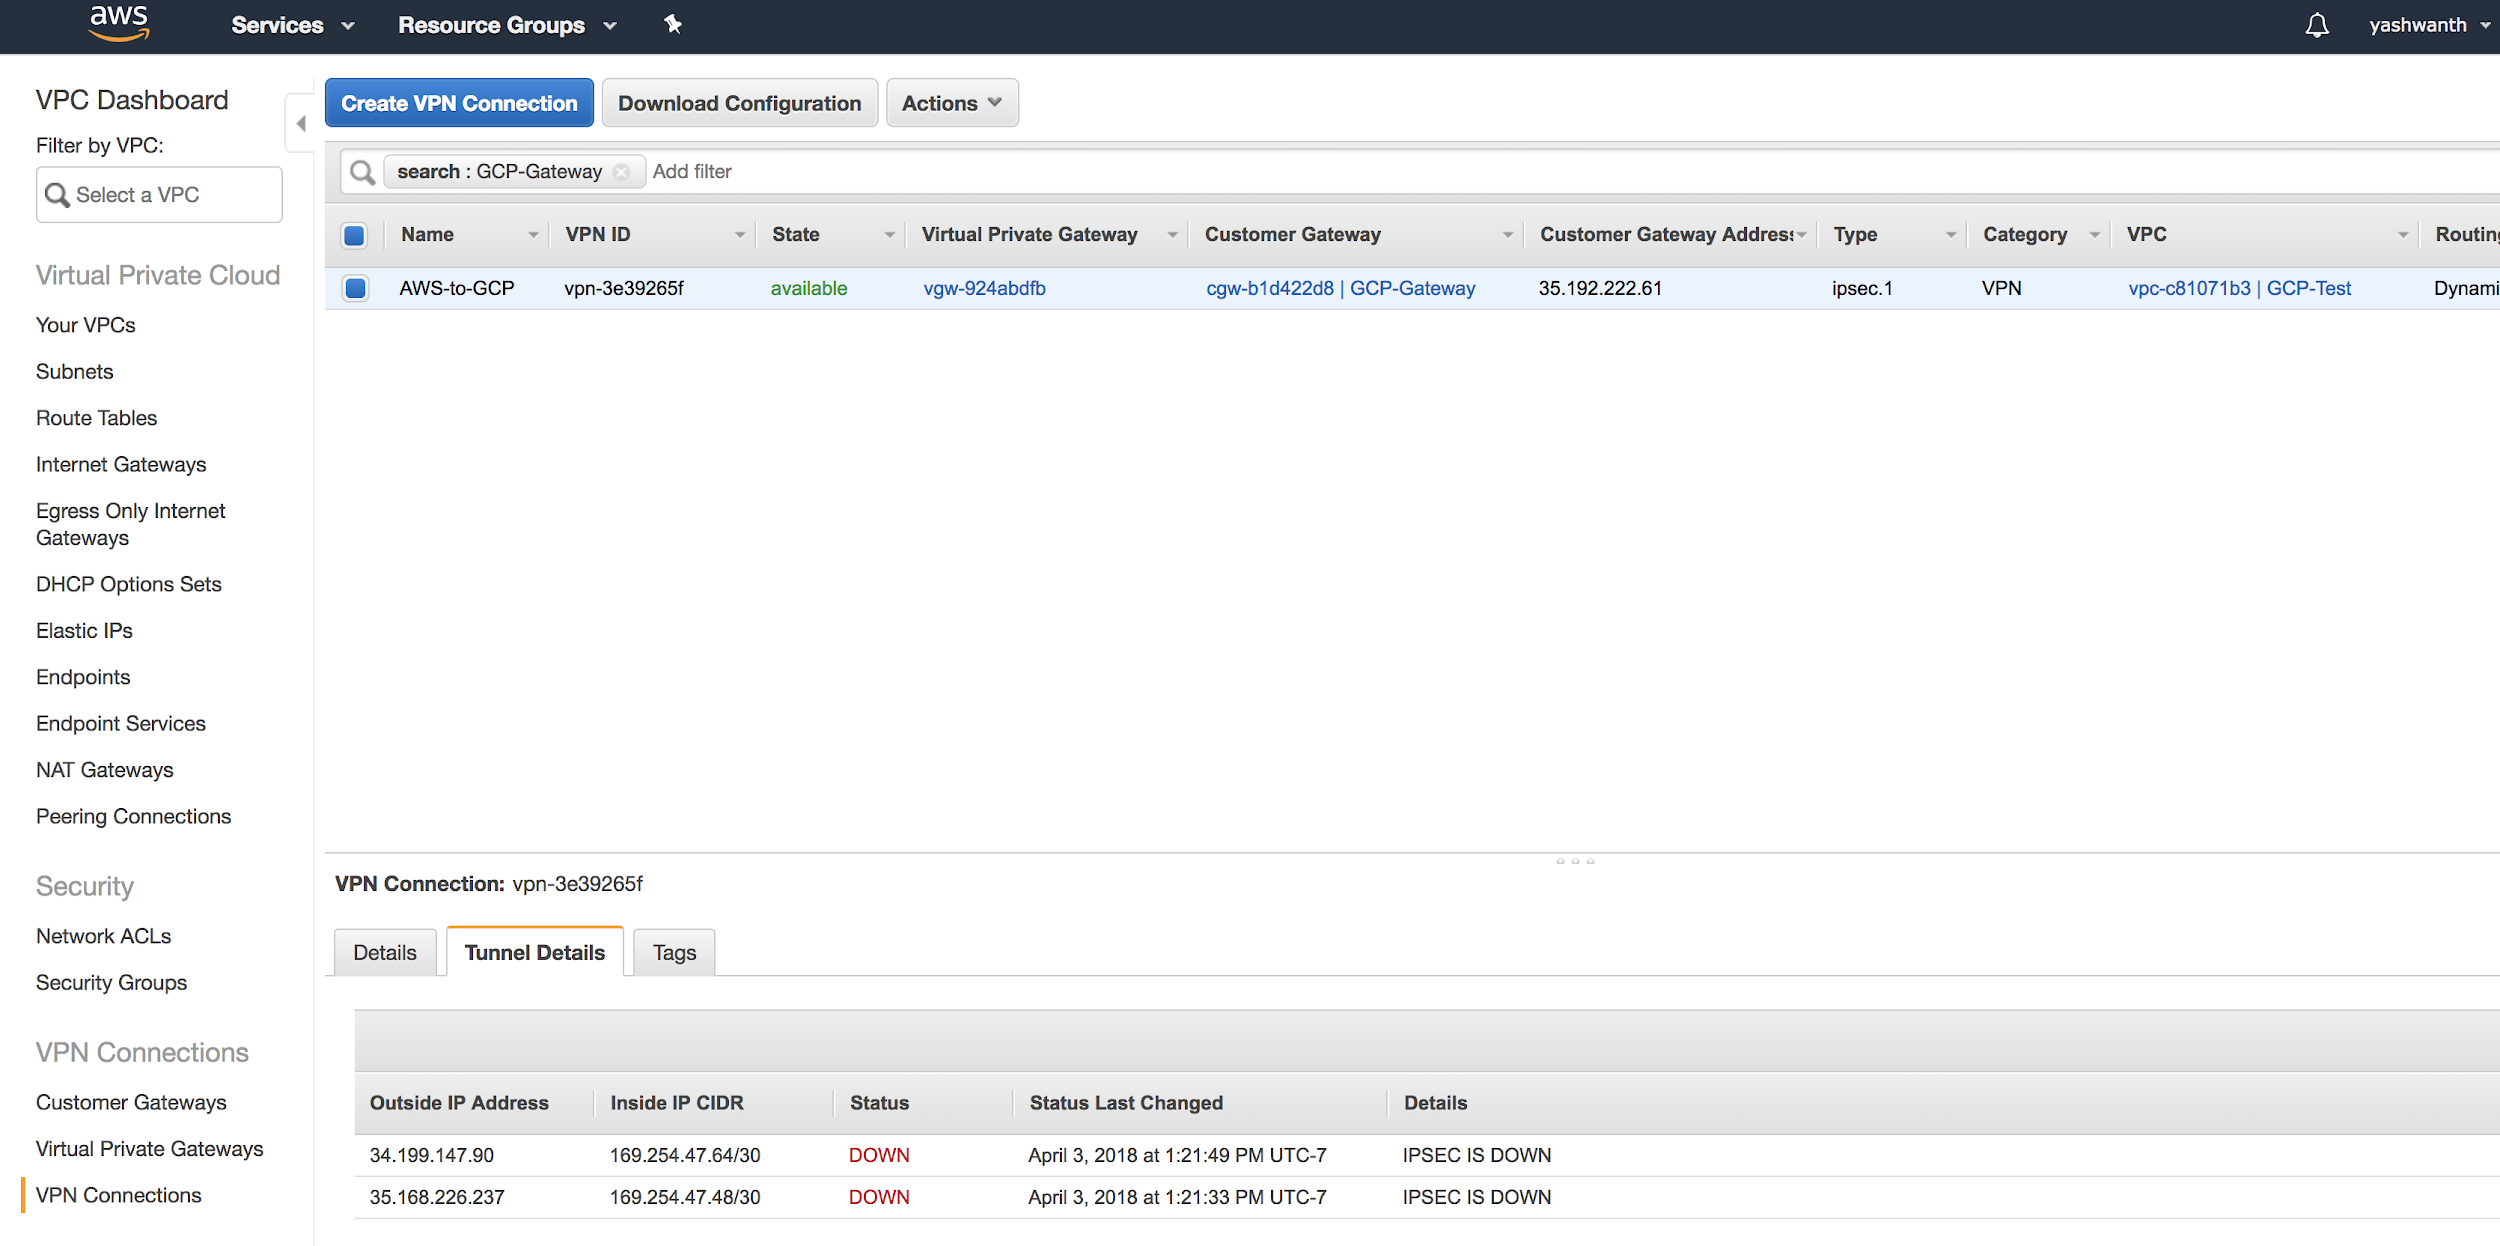 aws Services Resource Groups yashwanth
VPC Dashboard
Filter by VPC:
Select a VPC
Virtual Private Cloud
Your VPCs
Subnets
Route Tables
Internet Gateways
Egress Only Internet
Gateways
DHCP Options Sets
Elastic IPs
Endpoints
Endpoint Services
NAT Gateways
Peering Connections
Security
Network ACLs
Security Groups
VPN Connections
Customer Gateways
Virtual Private Gateways
VPN Connections
Create VPN Connection Download Configuration Actions
search : GCP-Gateway Add filter
Name VPN ID State Virtual Private Gateway Customer Gateway Customer Gateway Address Type Category VPC Routing
AWS-to-GCP vpn-3e39265f available vgw-924abdfb cgw-b1d422d8 | GCP-Gateway 35.192.222.61 ipsec.1 VPN vpc-c81071b3 | GCP-Test Dynami
VPN Connection: vpn-3e39265f
Details Tunnel Details Tags
Outside IP Address Inside IP CIDR Status Status Last Changed Details
34.199.147.90 169.254.47.64/30 DOWN April 3, 2018 at 1:21:49 PM UTC-7 IPSEC IS DOWN
35.168.226.237 169.254.47.48/30 DOWN April 3, 2018 at 1:21:33 PM UTC-7 IPSEC IS DOWN